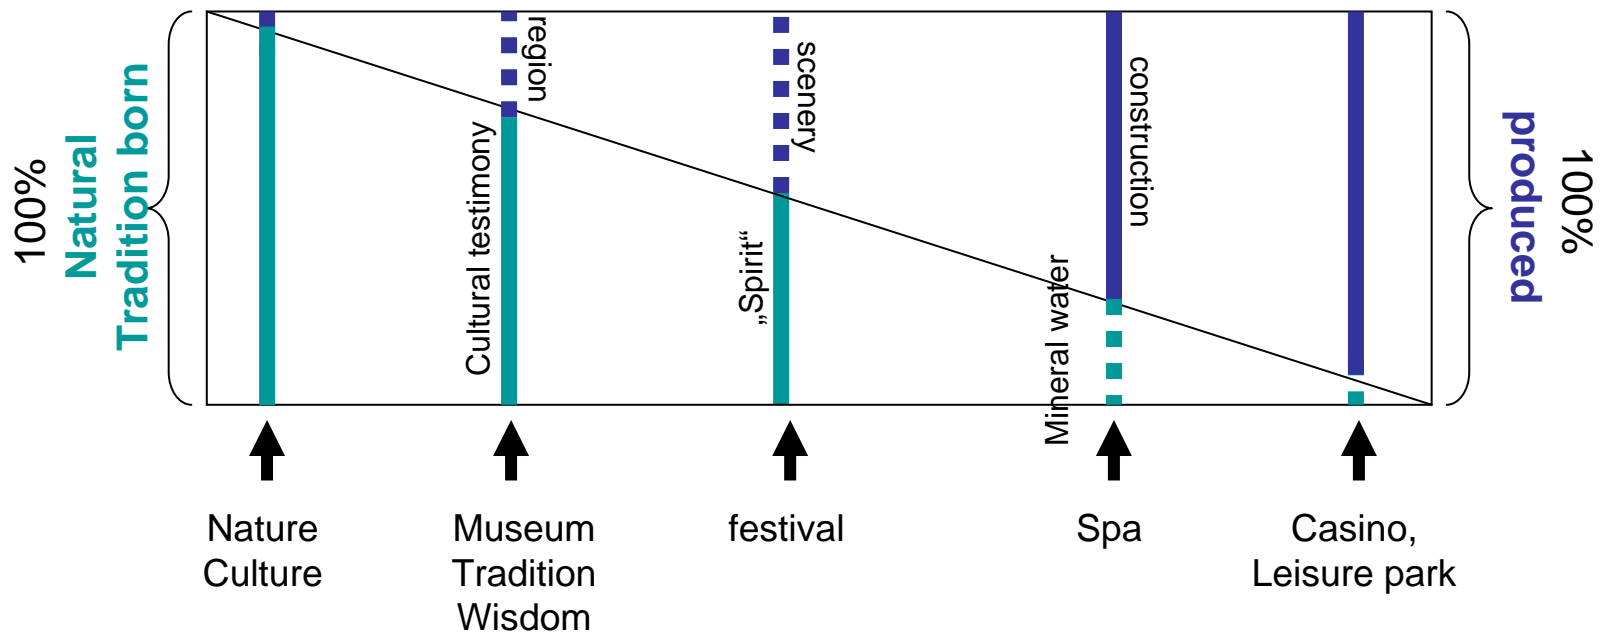 100%
Natural
Tradition born
region
Cultural testimony
scenery
„Spirit“
construction
Mineral water
produced
100%
Nature
Culture
Museum
Tradition
Wisdom
festival
Spa
Casino,
Leisure park